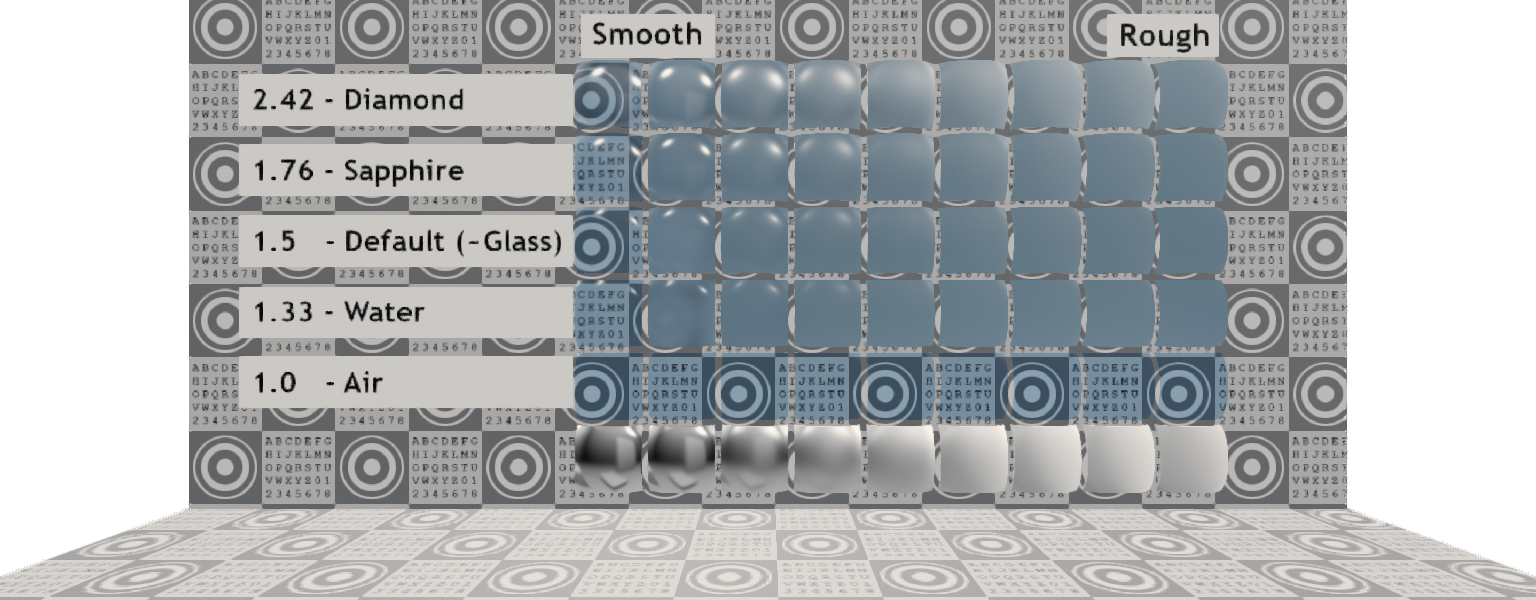 Smooth
Rough
2.42 - Diamond
1.76 - Sapphire
1.5 - Default (~Glass)
1.33 - Water
1.0 - Air
ABCDEFG
HIJKLMN
OPQRSTU
VWXYZ01
2345678